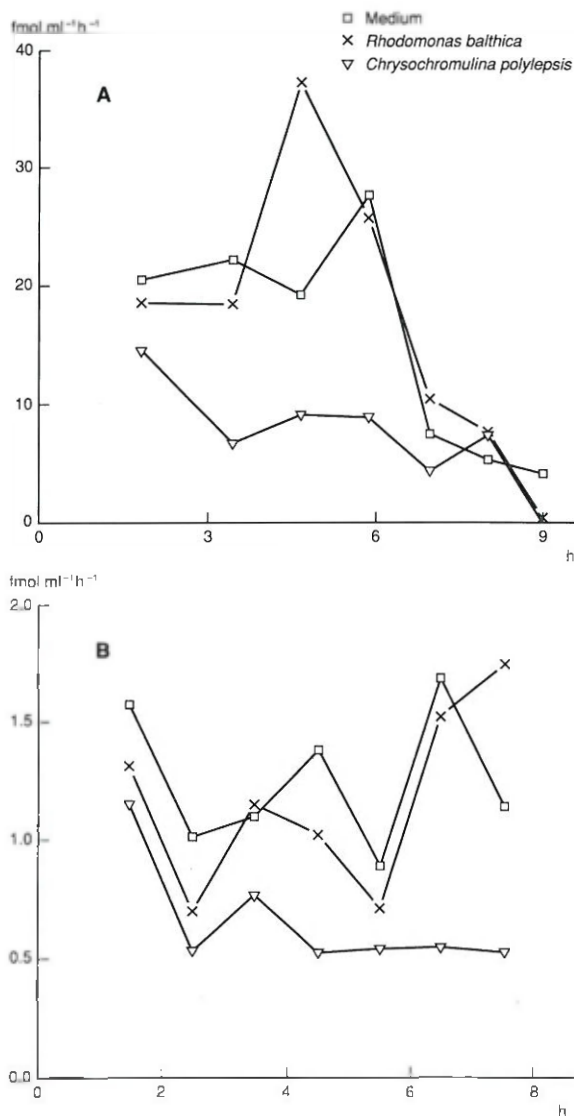 fmol ml⁻¹ h⁻¹
□ Medium
× Rhodomonas balthica
▽ Chrysochromulina polylepsis
40
A
30
20
10
0
0 3 6 9
h
fmol ml⁻¹ h⁻¹
2.0
B
1.5
1.0
0.5
0.0
0 2 4 6 8
h